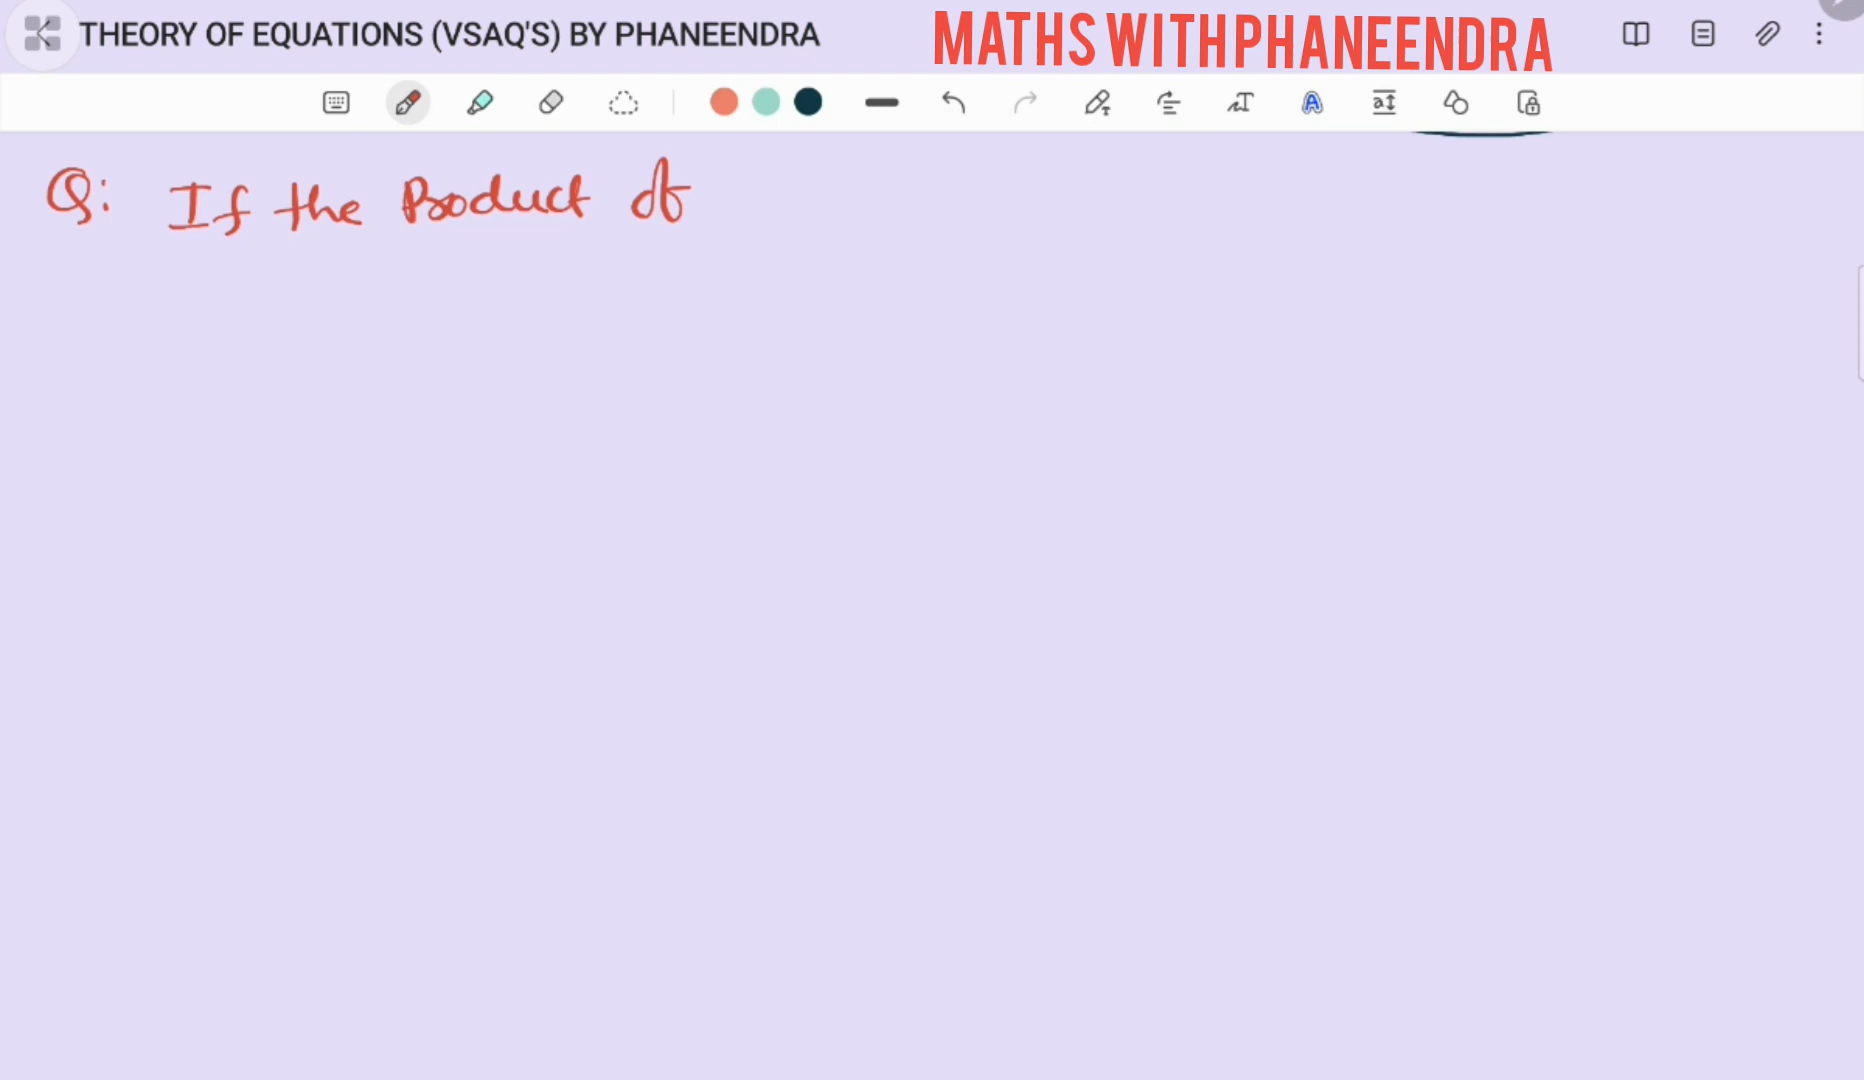 THEORY OF EQUATIONS (VSAQ'S) BY PHANEENDRA
MATHS WITH PHANEENDRA
Q: If the Product of